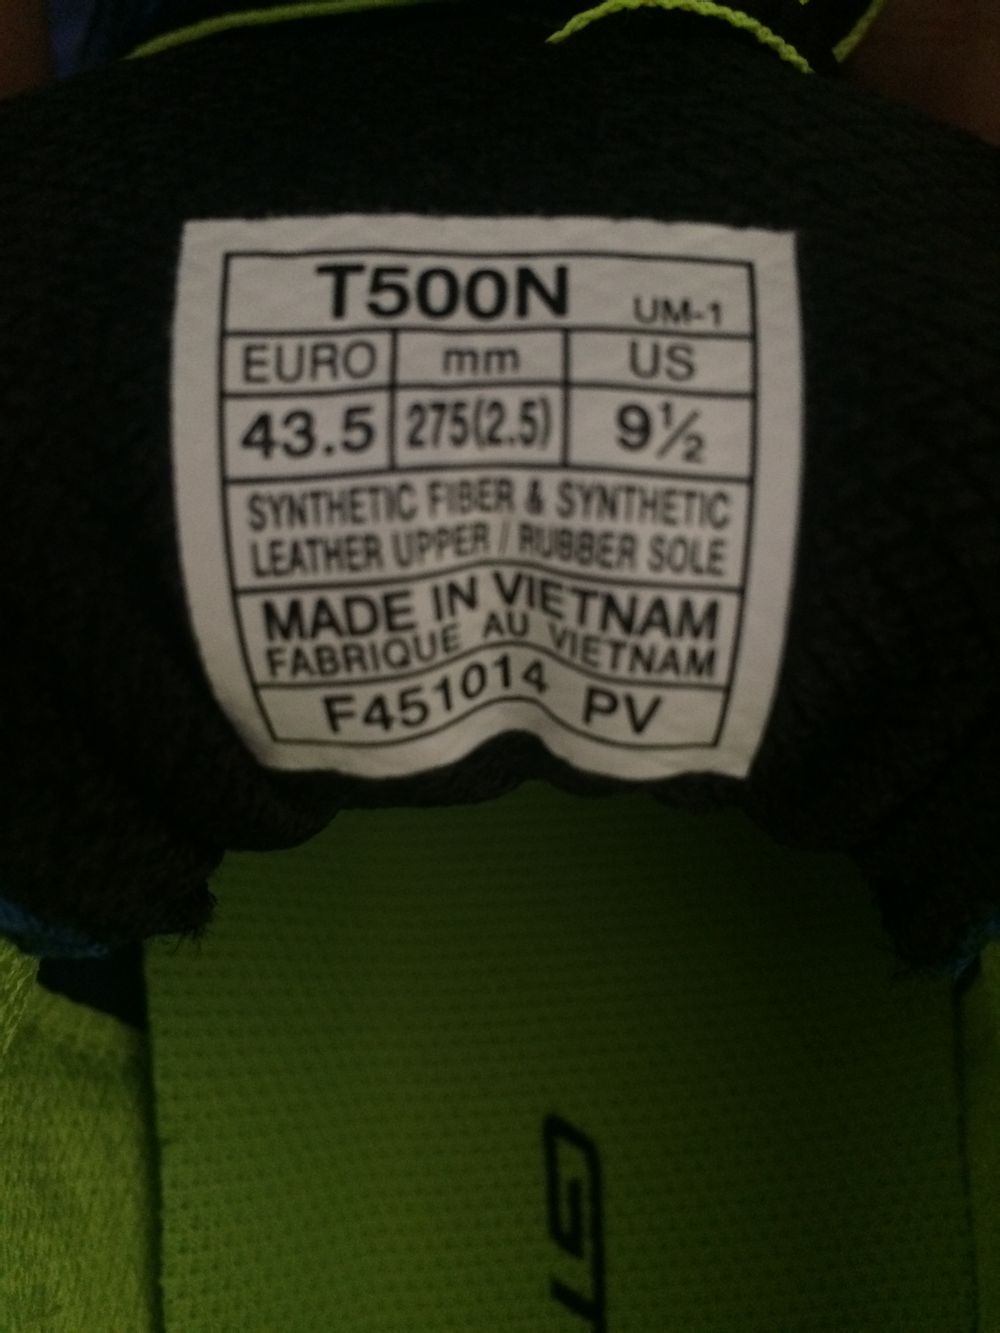 T500N UM-1
EURO mm US
43.5 275(2.5) 9½
SYNTHETIC FIBER & SYNTHETIC
LEATHER UPPER / RUBBER SOLE
MADE IN VIETNAM
FABRIQUE AU VIETNAM
F451014 PV